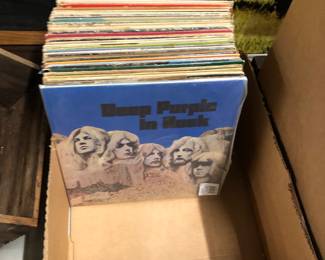 Deep Purple
in Rock